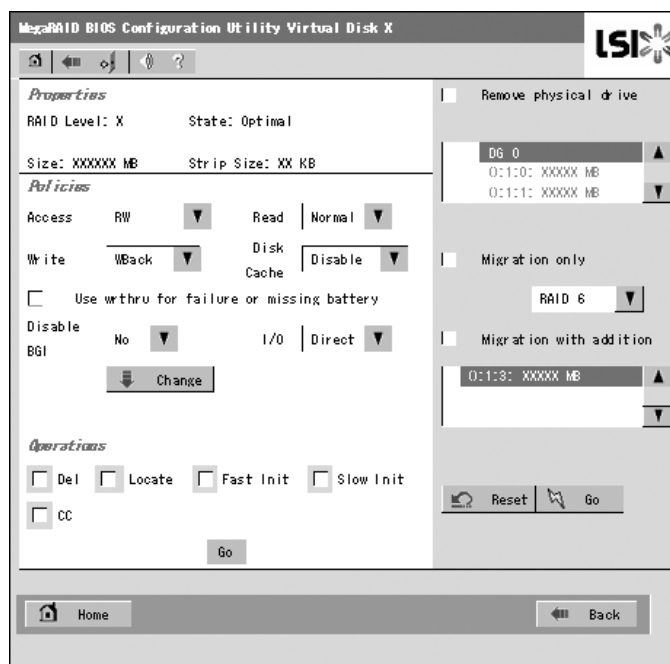 MegaRAID BIOS Configuration Utility Virtual Disk X
LSI
?
Properties
RAID Level: X State: Optimal
Size: XXXXXX MB Strip Size: XX KB
Policies
Access RW Read Normal
Write WBack Disk Cache Disable
Use wrthru for failure or missing battery
Disable BGI No I/O Direct
Change
Operations
Del Locate Fast Init Slow Init
CC
Go
Remove physical drive
DG 0
0:1:0: XXXXX MB
0:1:1: XXXXX MB
Migration only
RAID 6
Migration with addition
0:1:3: XXXXX MB
Reset Go
Home Back